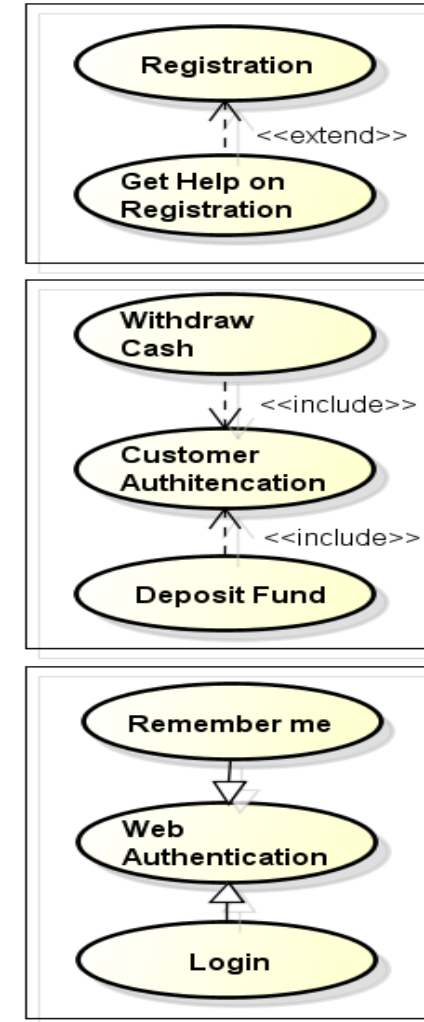 Registration
<<extend>>
Get Help on
Registration
Withdraw
Cash
<<include>>
Customer
Authitencation
<<include>>
Deposit Fund
Remember me
Web
Authentication
Login